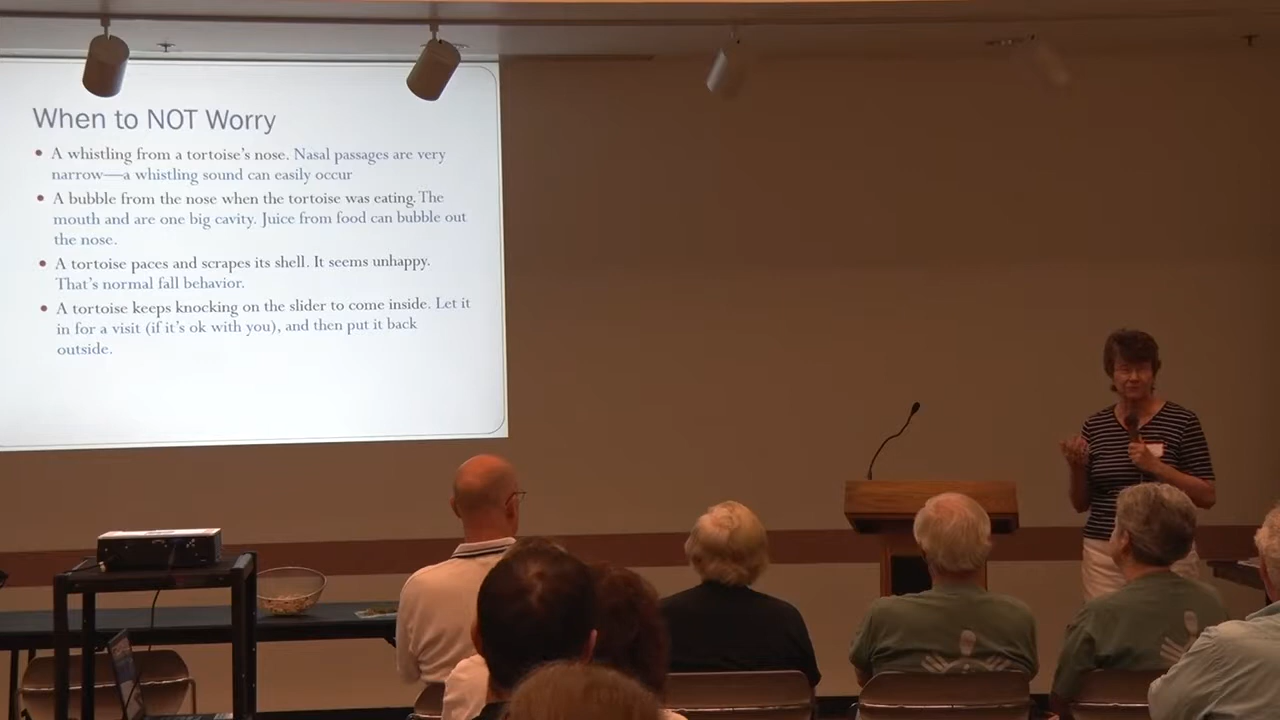 When to NOT Worry
• A whistling from a tortoise's nose. Nasal passages are very
narrow—a whistling sound can easily occur
• A bubble from the nose when the tortoise was eating. The
mouth and are one big cavity. Juice from food can bubble out
the nose.
• A tortoise paces and scrapes its shell. It seems unhappy.
That's normal fall behavior.
• A tortoise keeps knocking on the slider to come inside. Let it
in for a visit (if it's ok with you), and then put it back
outside.